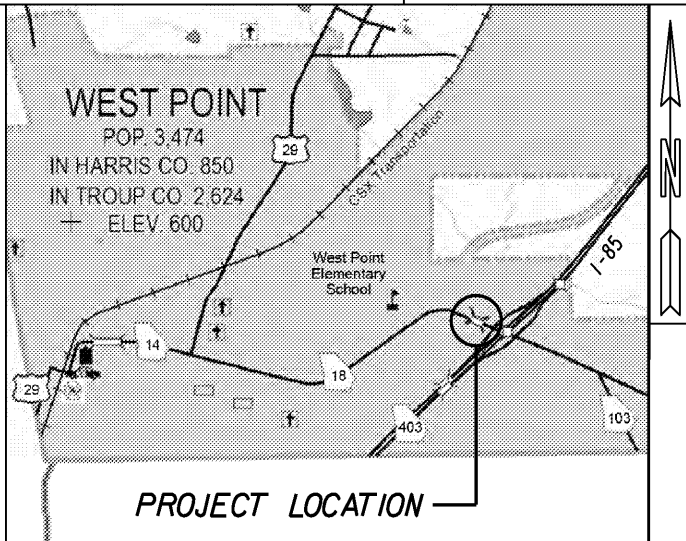 WEST POINT
POP. 3,474
IN HARRIS CO. 850
IN TROUP CO. 2,624
ELEV. 600
29
CSX Transportation
N
I-85
West Point
Elementary
School
14
18
29
403
103
PROJECT LOCATION